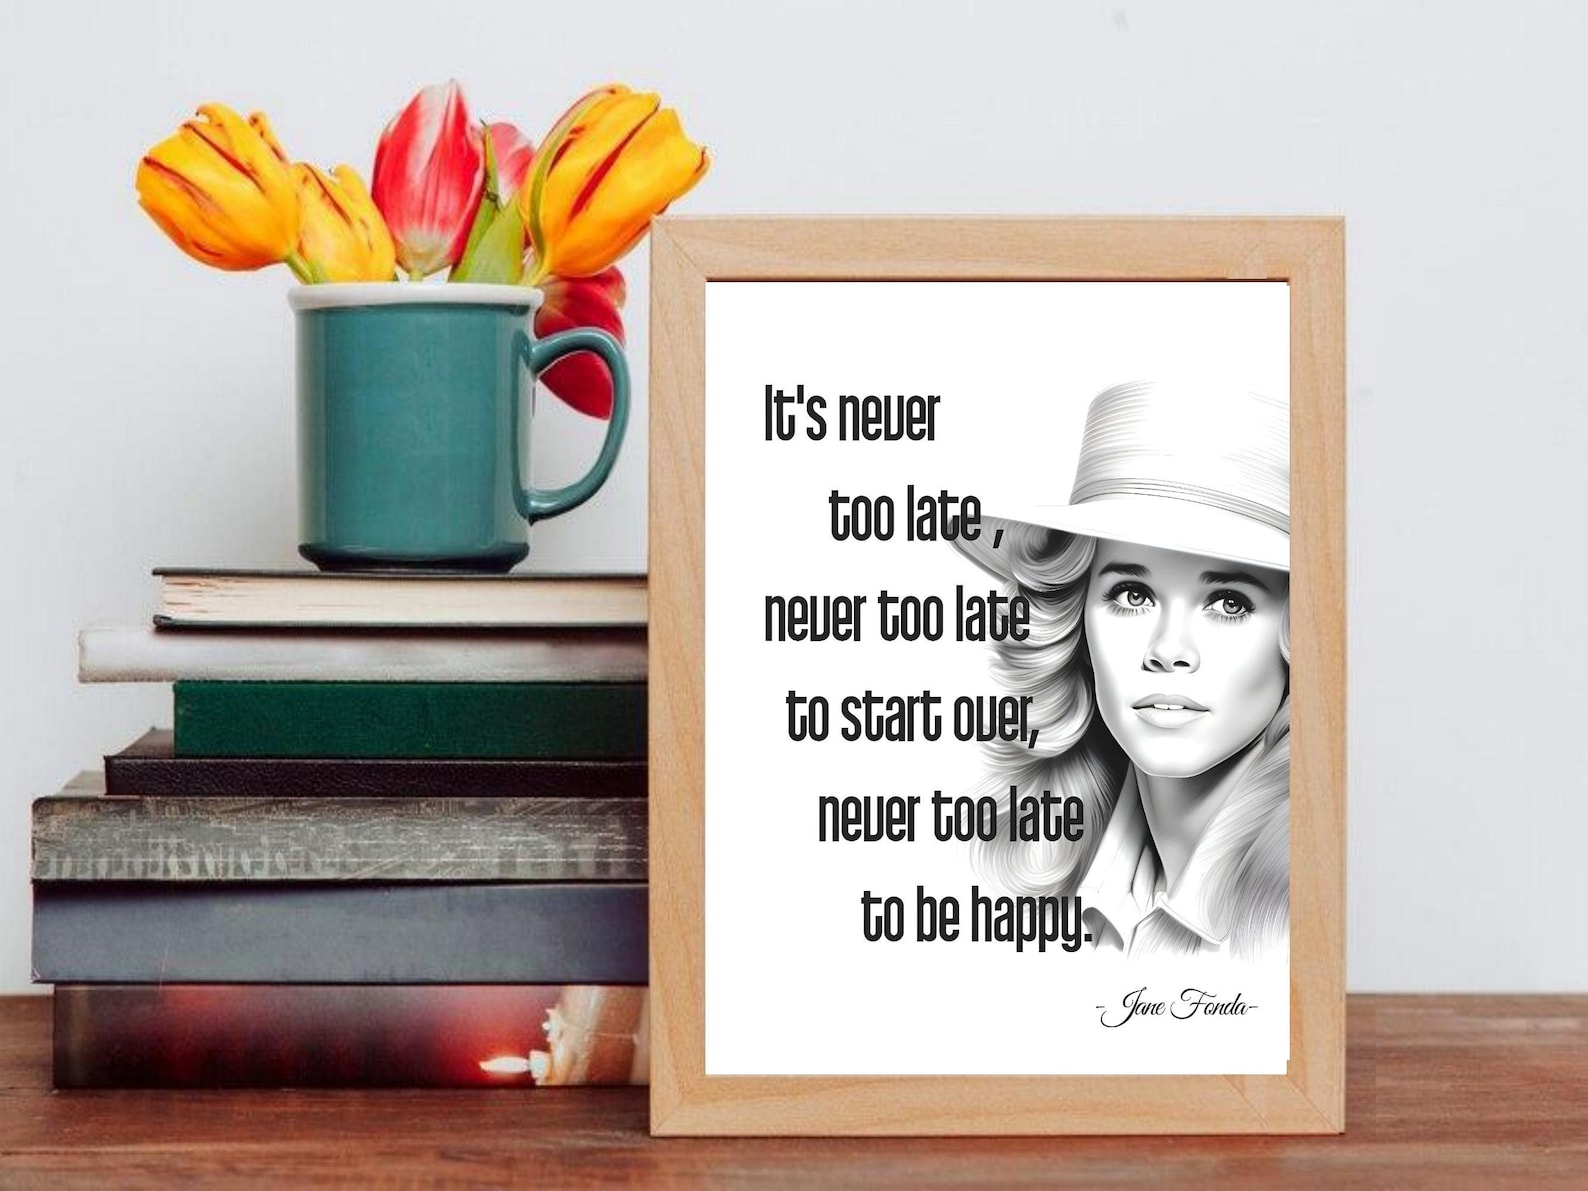 It's never
too late ,
never too late
to start over,
never too late
to be happy.
- Jane Fonda-